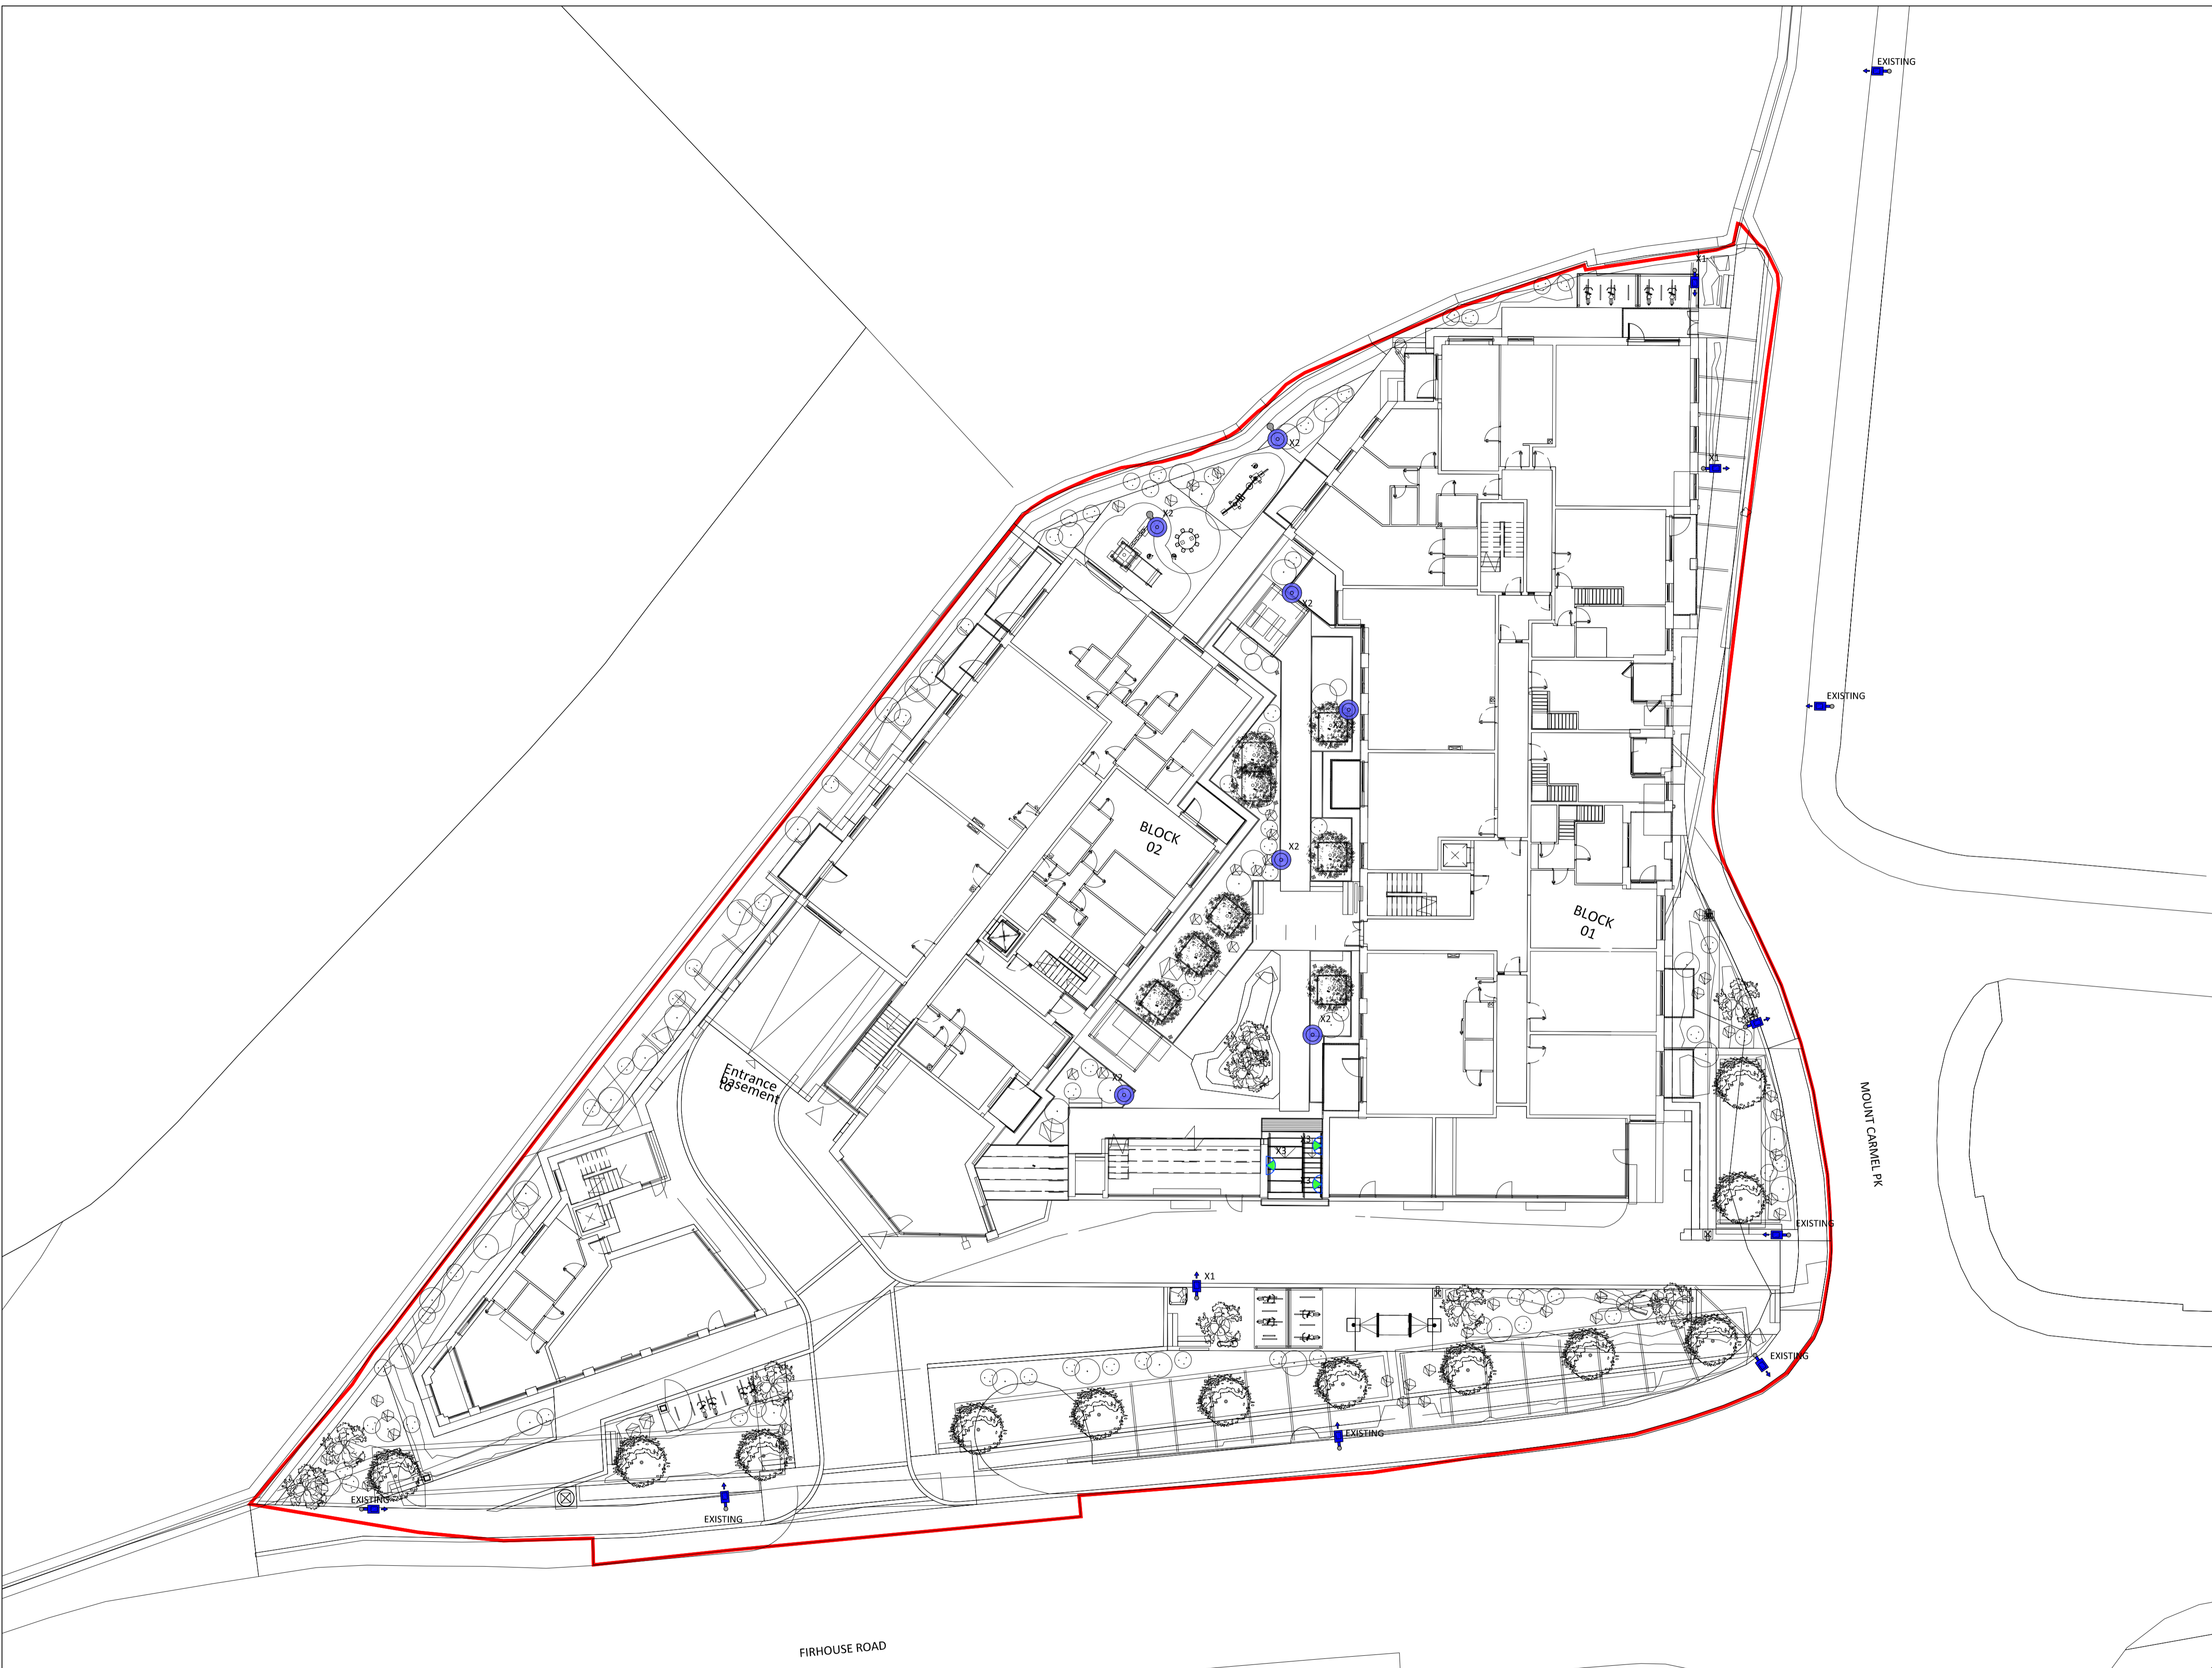 EXISTING
X1
X2
X1
X2
X2
EXISTING
X2
BLOCK
02
X2
BLOCK
01
X2
Entrance
to
basement
X2
MOUNT CARMEL PK
X3
X3
X3
EXISTING
X1
EXISTING
EXISTING
EXISTING
EXISTING
FIRHOUSE ROAD